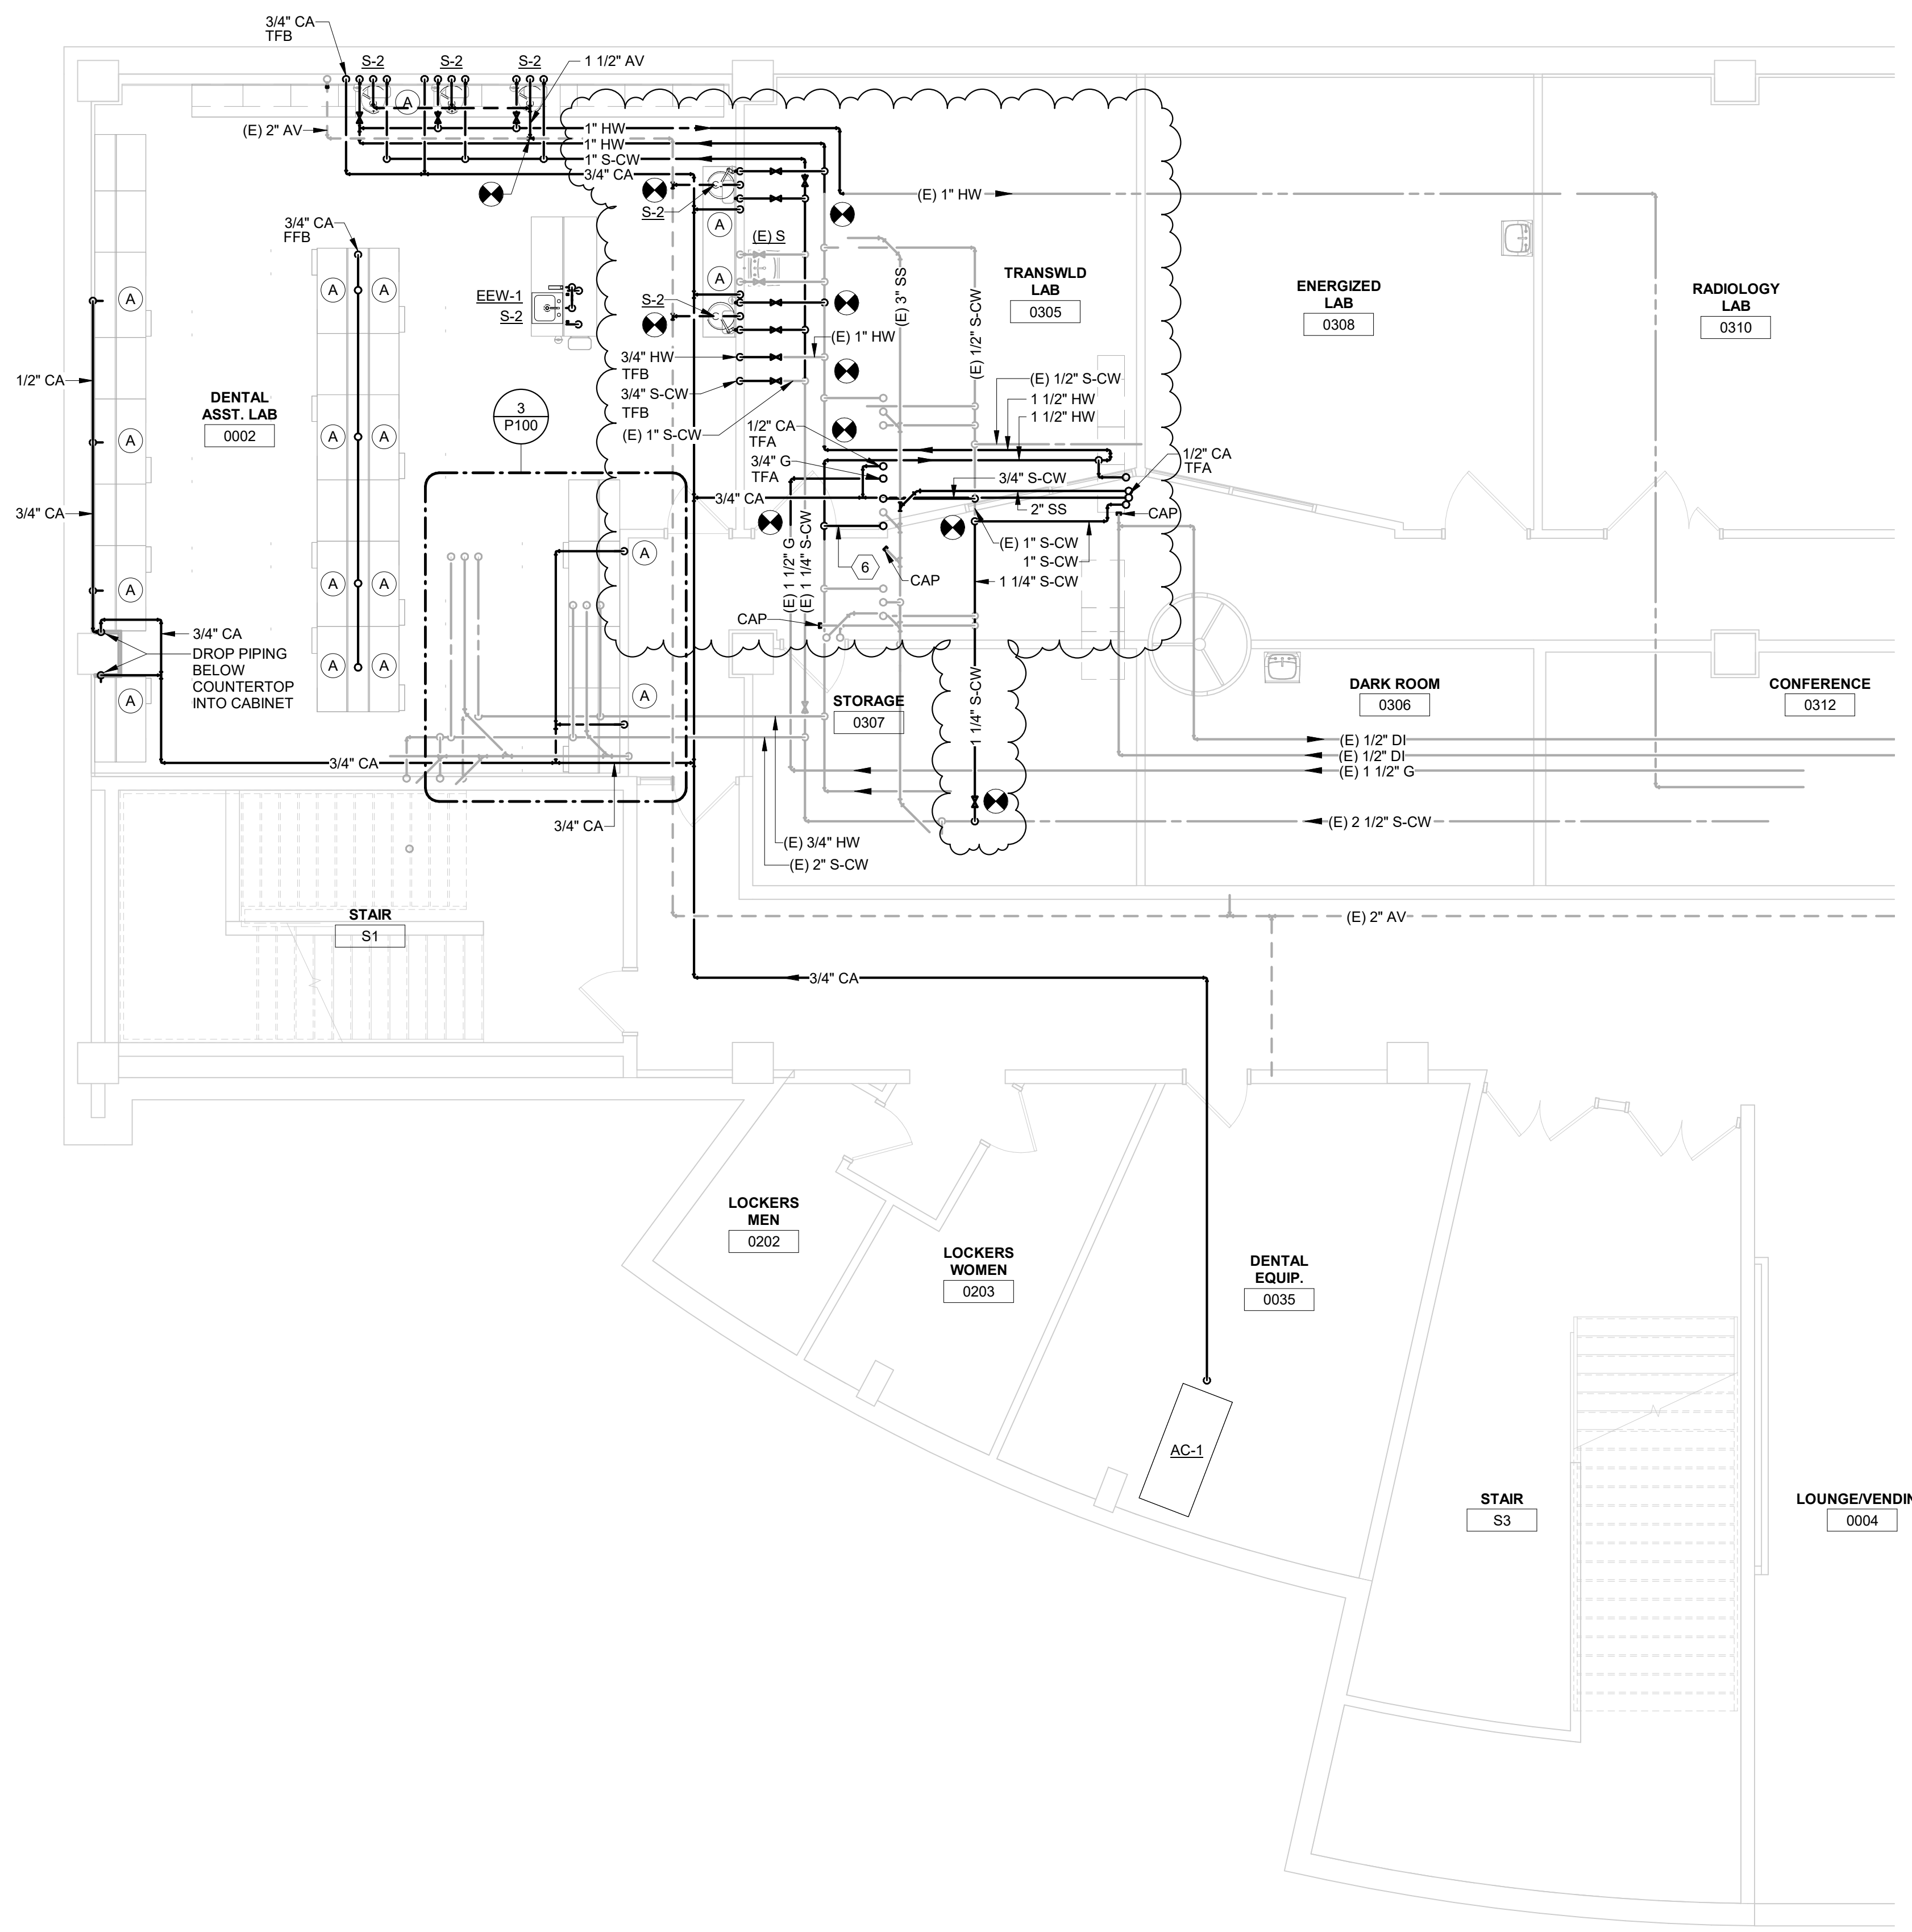 3/4" CA
TFB
S-2
S-2
S-2
1 1/2" AV
A
(E) 2" AV
1" HW
1" HW
1" S-CW
3/4" CA
(E) 1" HW
S-2
A
3/4" CA
FFB
(E) S
A
(E) 3" SS
TRANSWLD
LAB
0305
ENERGIZED
LAB
0308
RADIOLOGY
LAB
0310
A
A
A
EEW-1
S-2
S-2
(E) 1/2" S-CW
(E) 1" HW
3/4" HW
TFB
3/4" S-CW
TFB
(E) 1" S-CW
1/2" CA
DENTAL
ASST. LAB
0002
3
P100
(E) 1/2" S-CW
1 1/2" HW
1 1/2" HW
A
A
A
1/2" CA
TFA
3/4" G
TFA
1/2" CA
TFA
3/4" S-CW
3/4" CA
2" SS
CAP
3/4" CA
(E) 1 1/2" G
(E) 1 1/4" S-CW
(E) 1" S-CW
1" S-CW
1 1/4" S-CW
6
CAP
A
A
A
A
CAP
3/4" CA
DROP PIPING
BELOW
COUNTERTOP
INTO CABINET
A
A
A
A
STORAGE
0307
1 1/4" S-CW
DARK ROOM
0306
CONFERENCE
0312
(E) 1/2" DI
(E) 1/2" DI
(E) 1 1/2" G
3/4" CA
3/4" CA
(E) 2 1/2" S-CW
(E) 3/4" HW
(E) 2" S-CW
STAIR
S1
(E) 2" AV
3/4" CA
LOCKERS
MEN
0202
LOCKERS
WOMEN
0203
DENTAL
EQUIP.
0035
AC-1
STAIR
S3
LOUNGE/VENDIN
0004